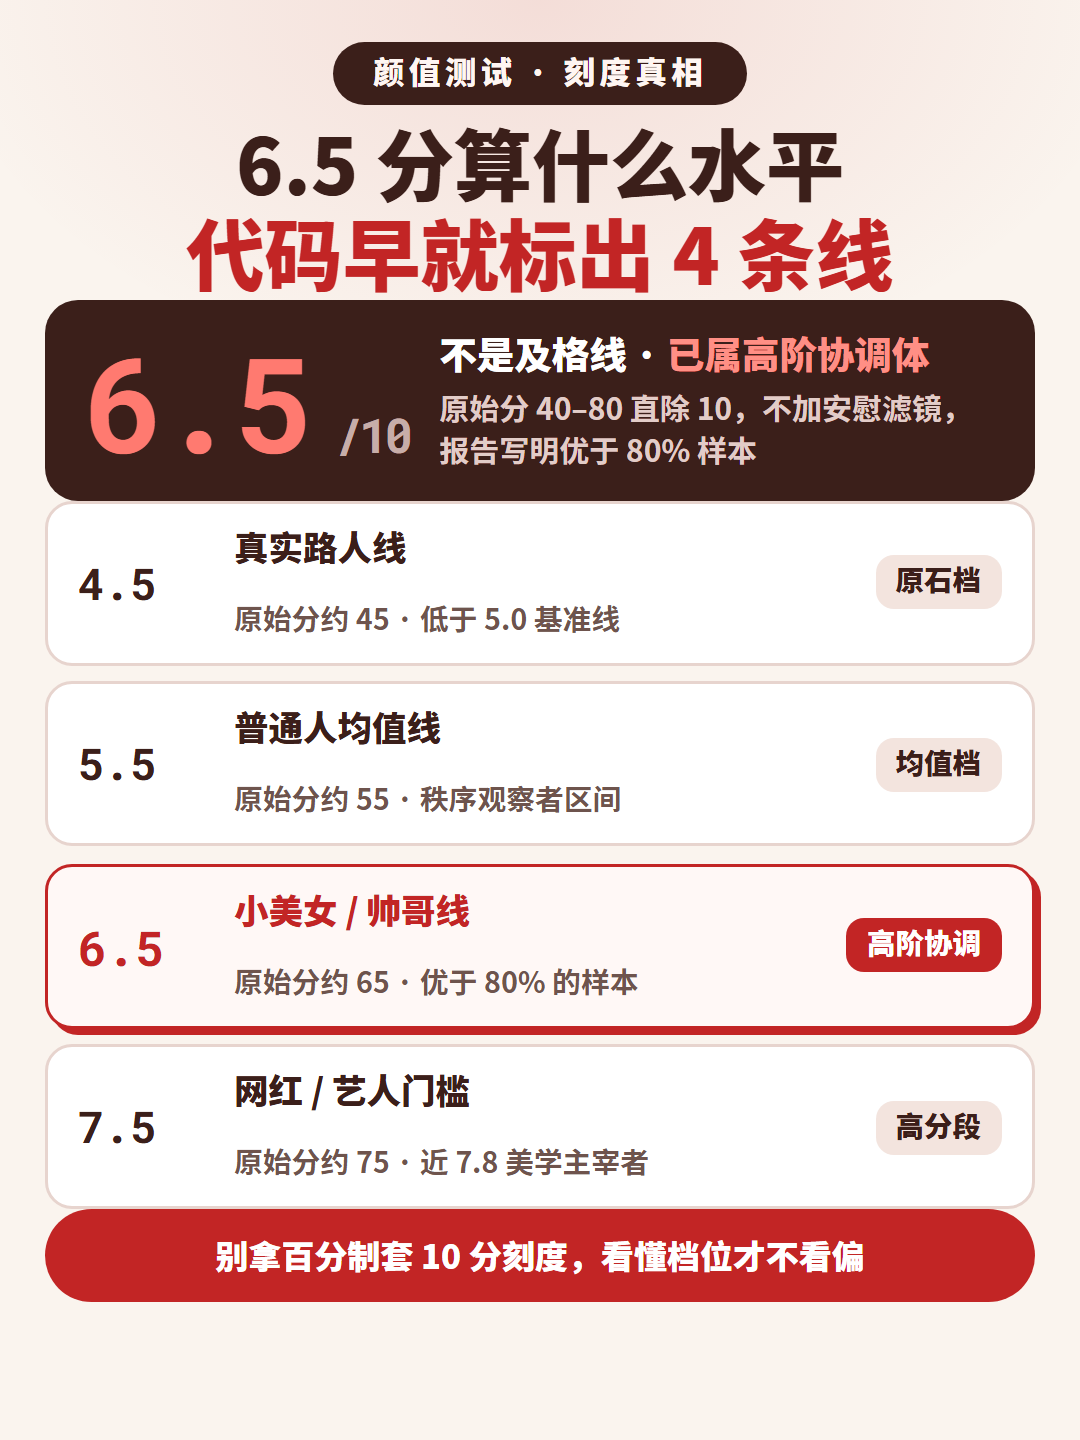 颜值测试 · 刻度真相
6.5 分算什么水平
代码早就标出 4 条线
6.5 /10
不是及格线 · 已属高阶协调体
原始分 40–80 直除 10，不加安慰滤镜，
报告写明优于 80% 样本
4.5
真实路人线
原始分约 45 · 低于 5.0 基准线
原石档
5.5
普通人均值线
原始分约 55 · 秩序观察者区间
均值档
6.5
小美女 / 帅哥线
原始分约 65 · 优于 80% 的样本
高阶协调
7.5
网红 / 艺人门槛
原始分约 75 · 近 7.8 美学主宰者
高分段
别拿百分制套 10 分刻度，看懂档位才不看偏